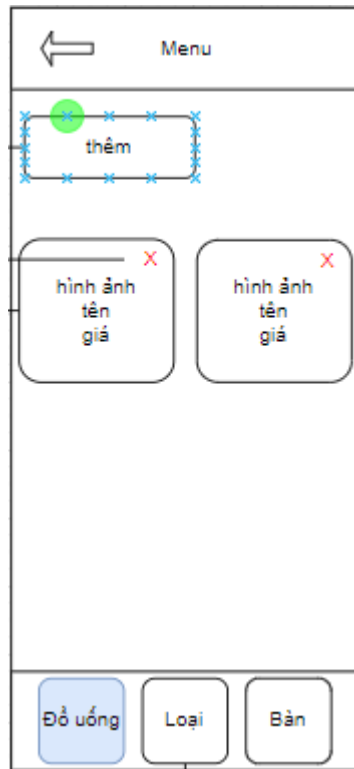 Menu
thêm
X
hình ảnh
tên
giá
X
hình ảnh
tên
giá
Đồ uống
Loại
Bàn